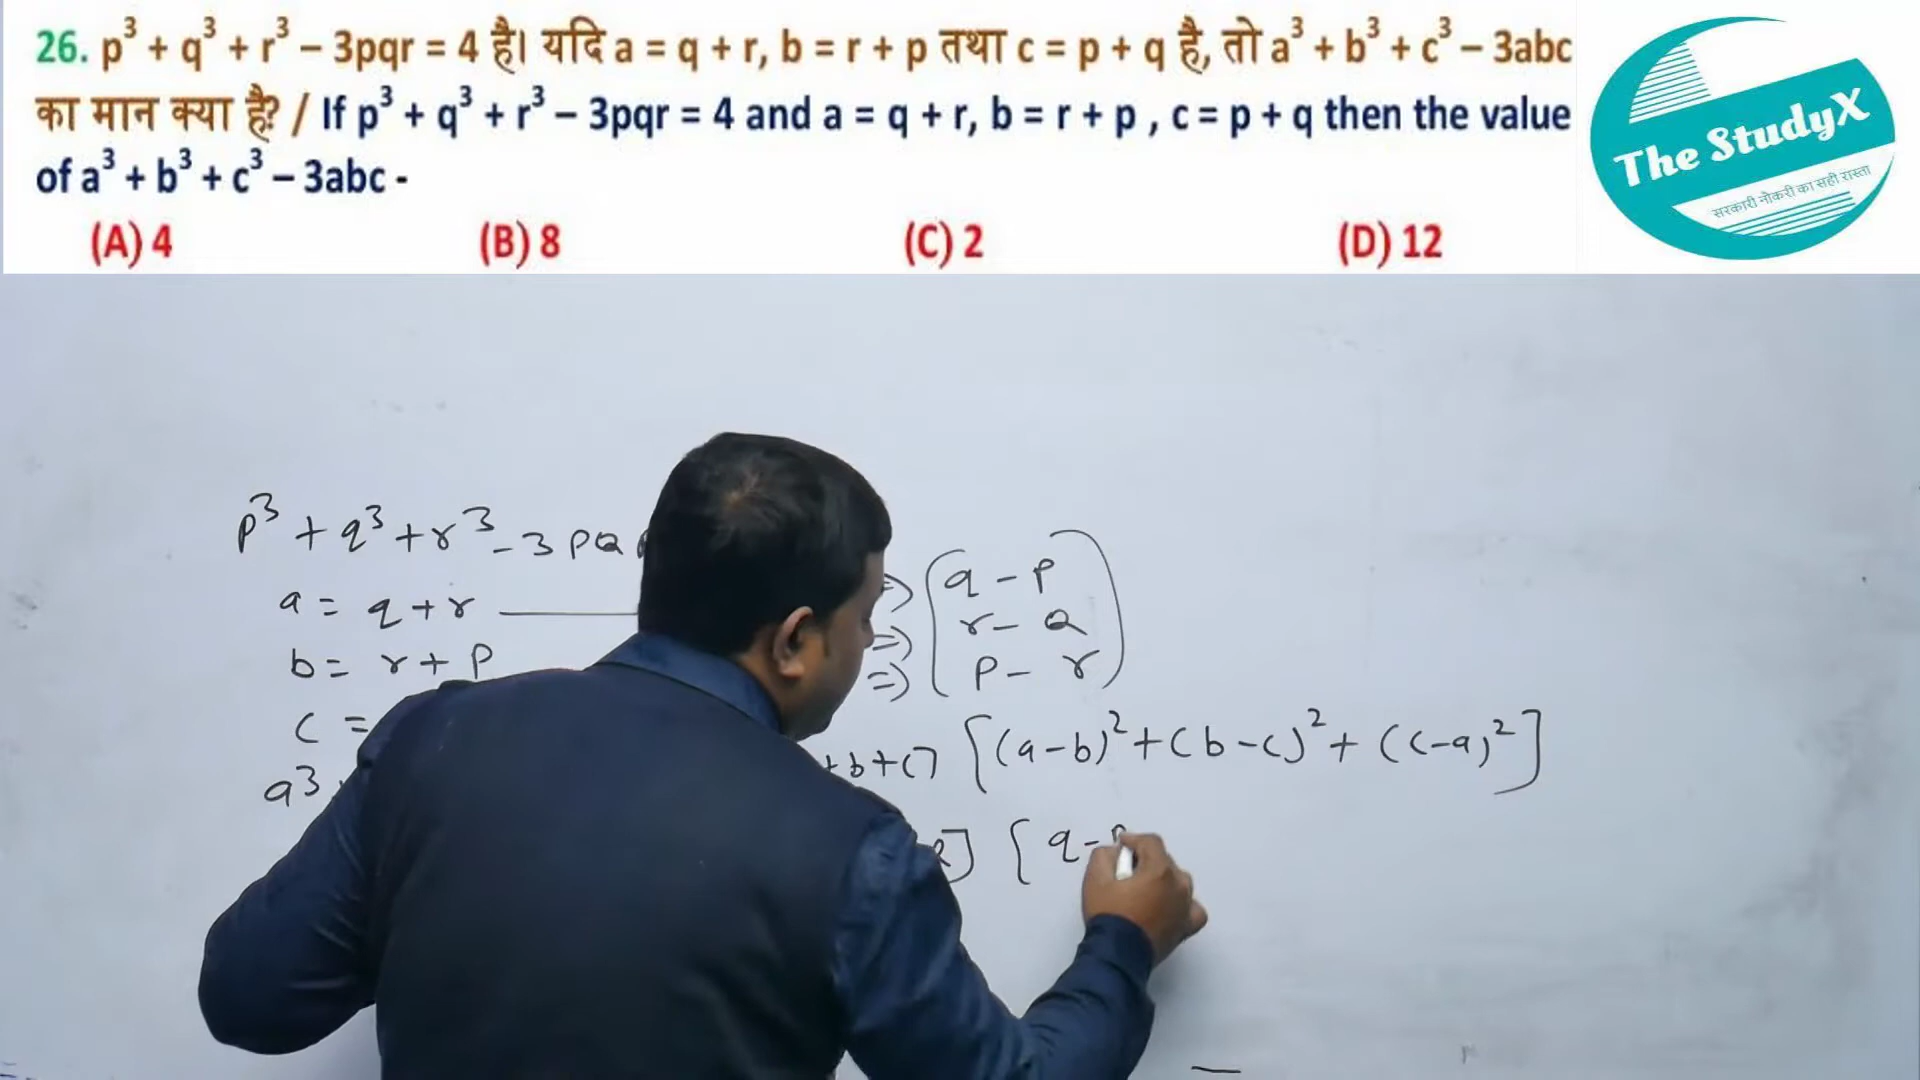 26. p³ + q³ + r³ – 3pqr = 4 है। यदि a = q + r, b = r + p तथा c = p + q है, तो a³ + b³ + c³ – 3abc
का मान क्या है? / If p³ + q³ + r³ – 3pqr = 4 and a = q + r, b = r + p , c = p + q then the value
of a³ + b³ + c³ – 3abc -
(A) 4 (B) 8 (C) 2 (D) 12
The StudyX
सरकारी नौकरी का सही रास्ता
p³ + q³ + r³ - 3 p q
a = q + r
b = r + p
c =
a³
=> q - p
=> r - q
=> p - r
+ b + c) [(a-b)² + (b-c)² + (c-a)²]
] [ q -